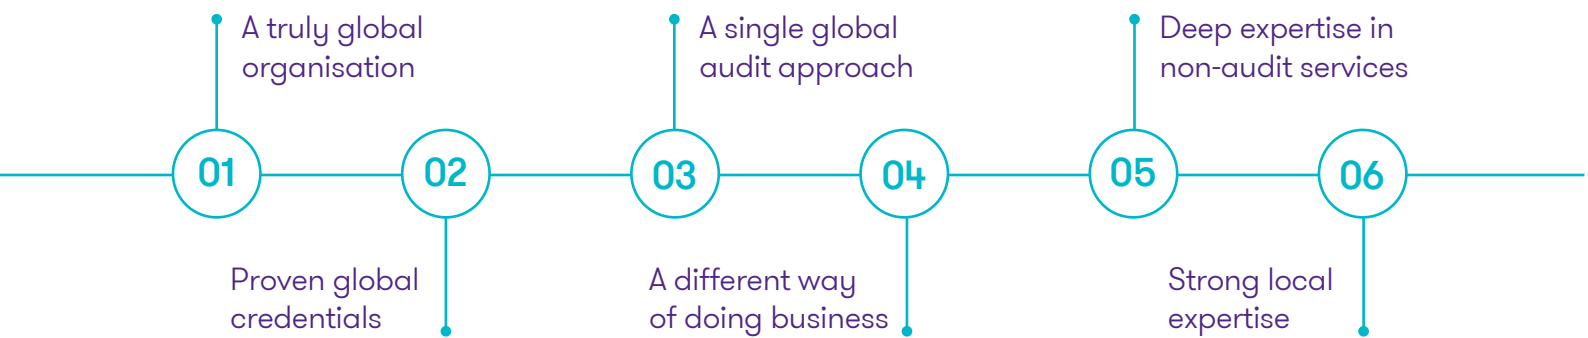 01
A truly global
organisation
02
Proven global
credentials
03
A single global
audit approach
04
A different way
of doing business
05
Deep expertise in
non-audit services
06
Strong local
expertise